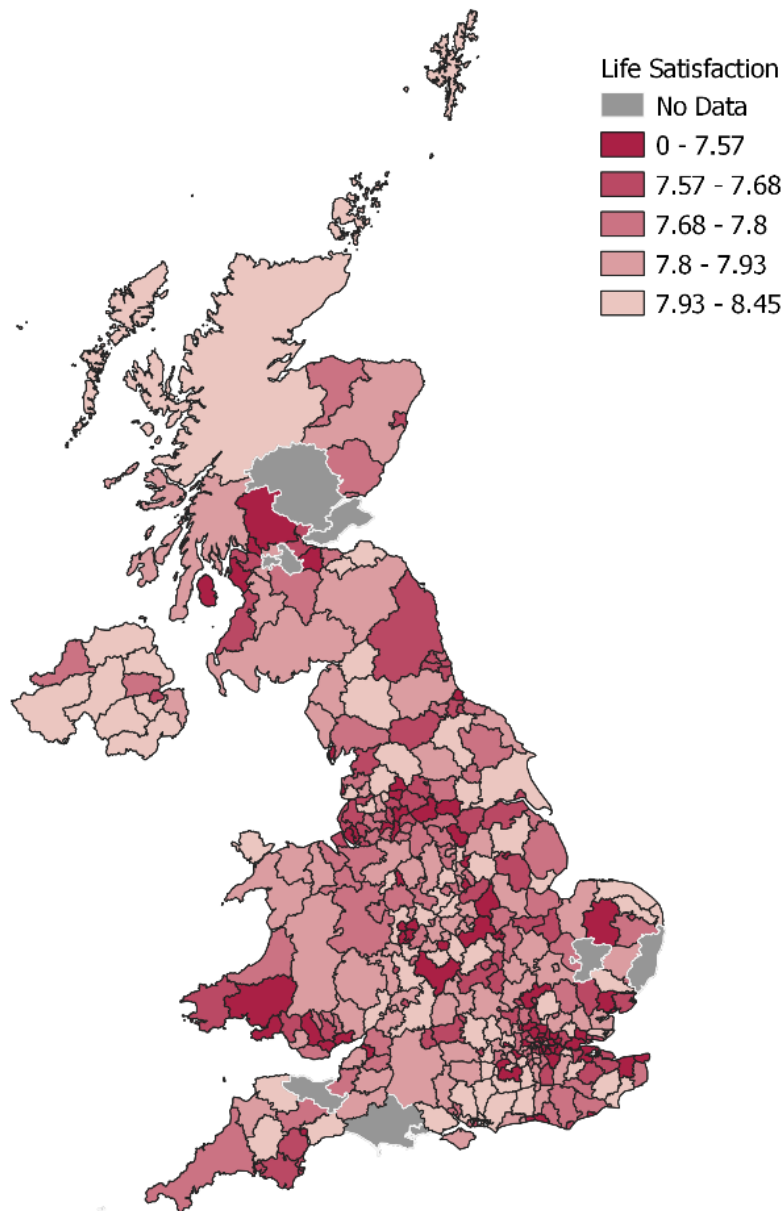 Life Satisfaction
No Data
0 - 7.57
7.57 - 7.68
7.68 - 7.8
7.8 - 7.93
7.93 - 8.45